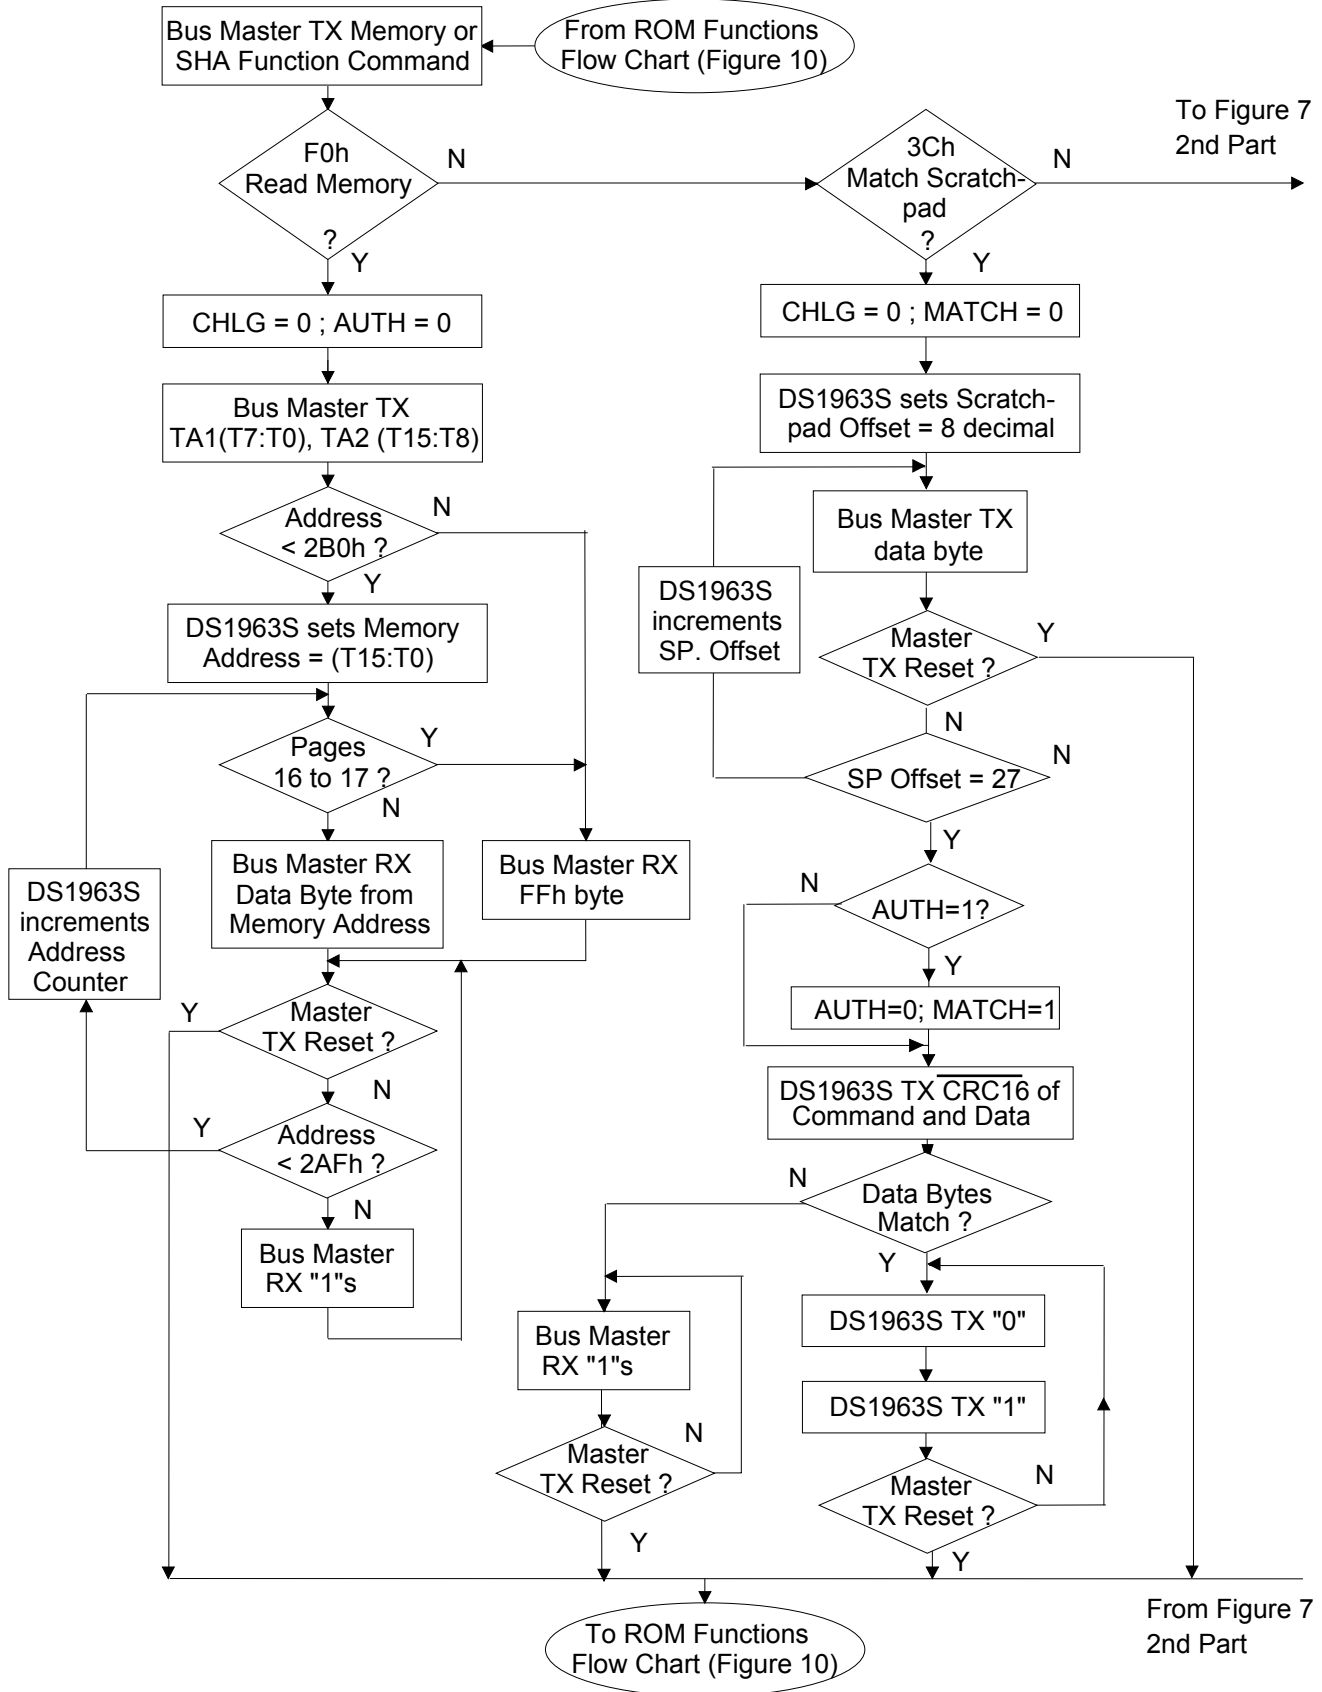 Bus Master TX Memory or
SHA Function Command
From ROM Functions
Flow Chart (Figure 10)
To Figure 7
2nd Part
F0h
Read Memory
?
N
Y
3Ch
Match Scratch-
pad
?
N
Y
CHLG = 0 ; AUTH = 0
Bus Master TX
TA1(T7:T0), TA2 (T15:T8)
Address
< 2B0h ?
N
Y
DS1963S sets Memory
Address = (T15:T0)
Pages
16 to 17 ?
Y
N
Bus Master RX
Data Byte from
Memory Address
Bus Master RX
FFh byte
DS1963S
increments
Address
Counter
Master
TX Reset ?
Y
N
Address
< 2AFh ?
Y
N
Bus Master
RX "1"s
CHLG = 0 ; MATCH = 0
DS1963S sets Scratch-
pad Offset = 8 decimal
Bus Master TX
data byte
DS1963S
increments
SP. Offset
Master
TX Reset ?
Y
N
SP Offset = 27
N
Y
AUTH=1?
N
Y
AUTH=0; MATCH=1
DS1963S TX CRC16 of
Command and Data
Data Bytes
Match ?
N
Y
Bus Master
RX "1"s
Master
TX Reset ?
N
Y
DS1963S TX "0"
DS1963S TX "1"
Master
TX Reset ?
N
Y
From Figure 7
2nd Part
To ROM Functions
Flow Chart (Figure 10)